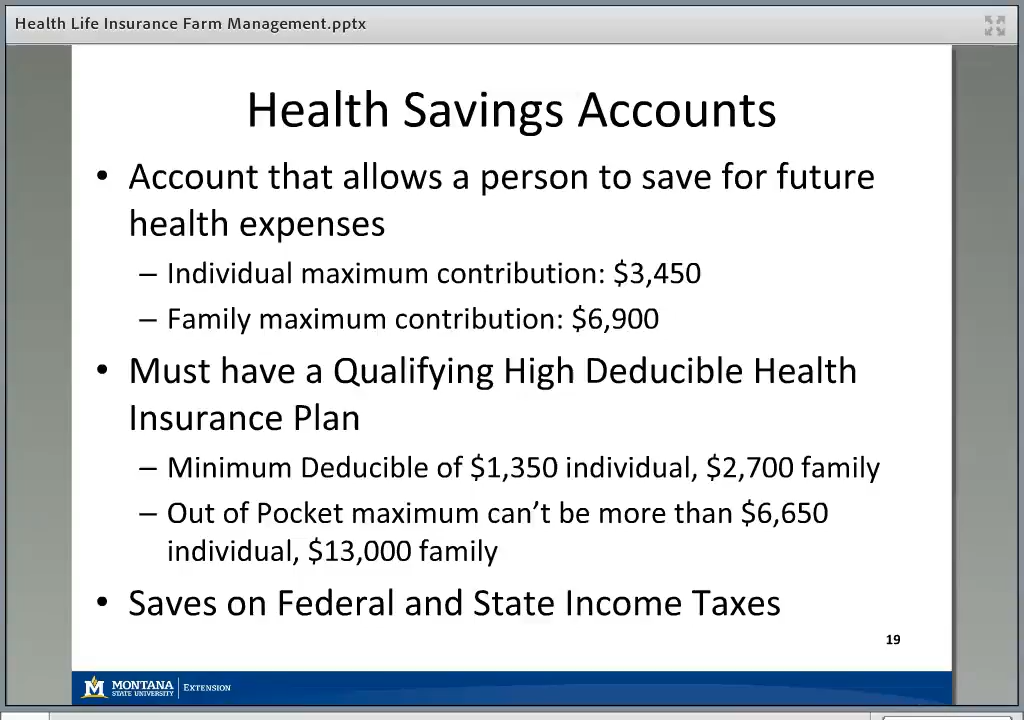 Health Life Insurance Farm Management.pptx
Health Savings Accounts
• Account that allows a person to save for future
health expenses
– Individual maximum contribution: $3,450
– Family maximum contribution: $6,900
• Must have a Qualifying High Deducible Health
Insurance Plan
– Minimum Deducible of $1,350 individual, $2,700 family
– Out of Pocket maximum can’t be more than $6,650
individual, $13,000 family
• Saves on Federal and State Income Taxes
19
M MONTANA
STATE UNIVERSITY
EXTENSION